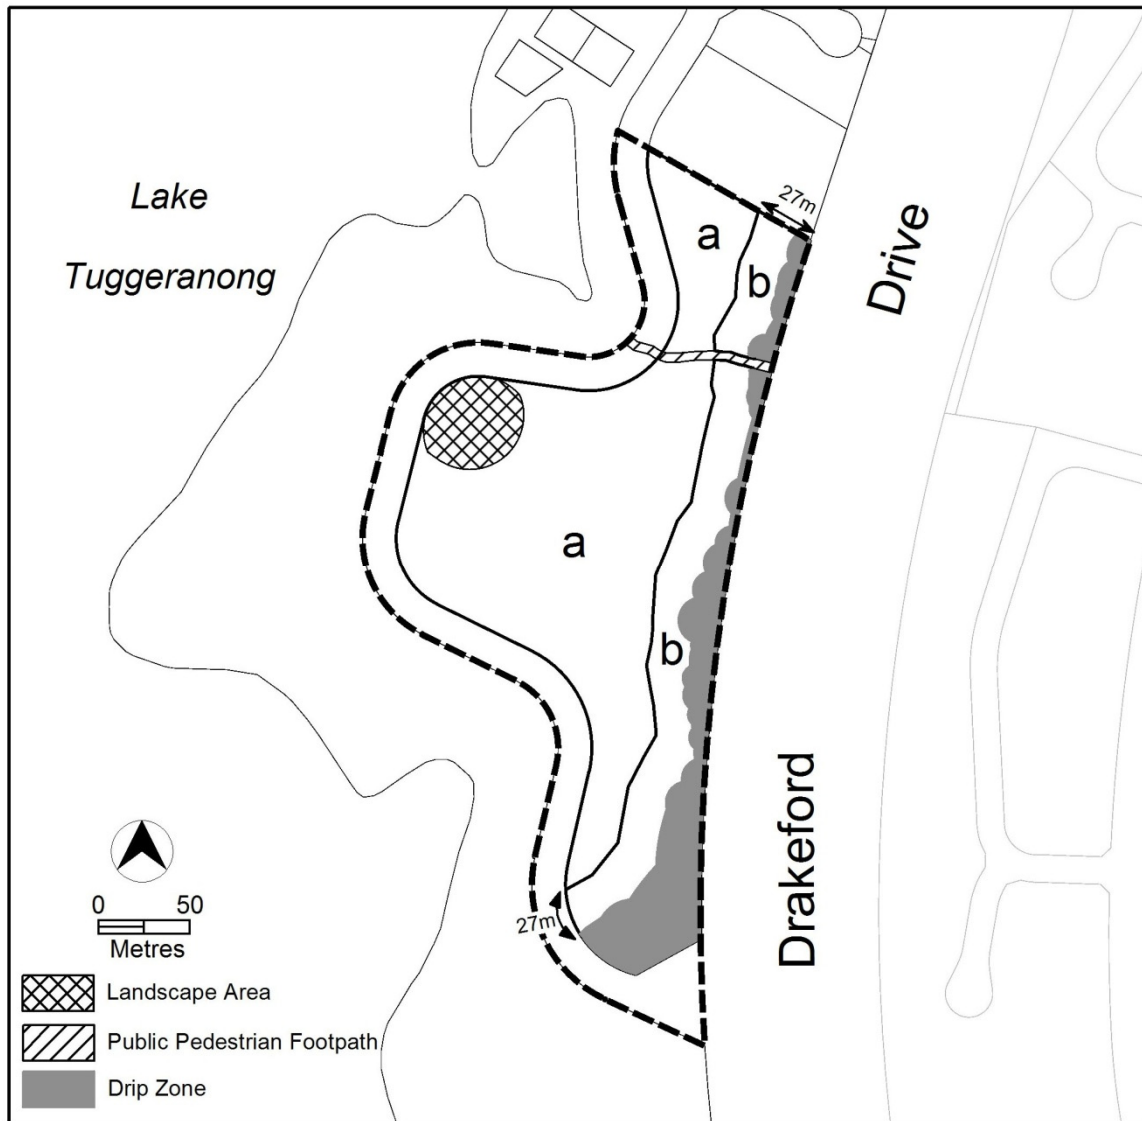 Lake
Tuggeranong
27m
a
b
Drive
a
b
Drakeford
27m
0 50
Metres
Landscape Area
Public Pedestrian Footpath
Drip Zone